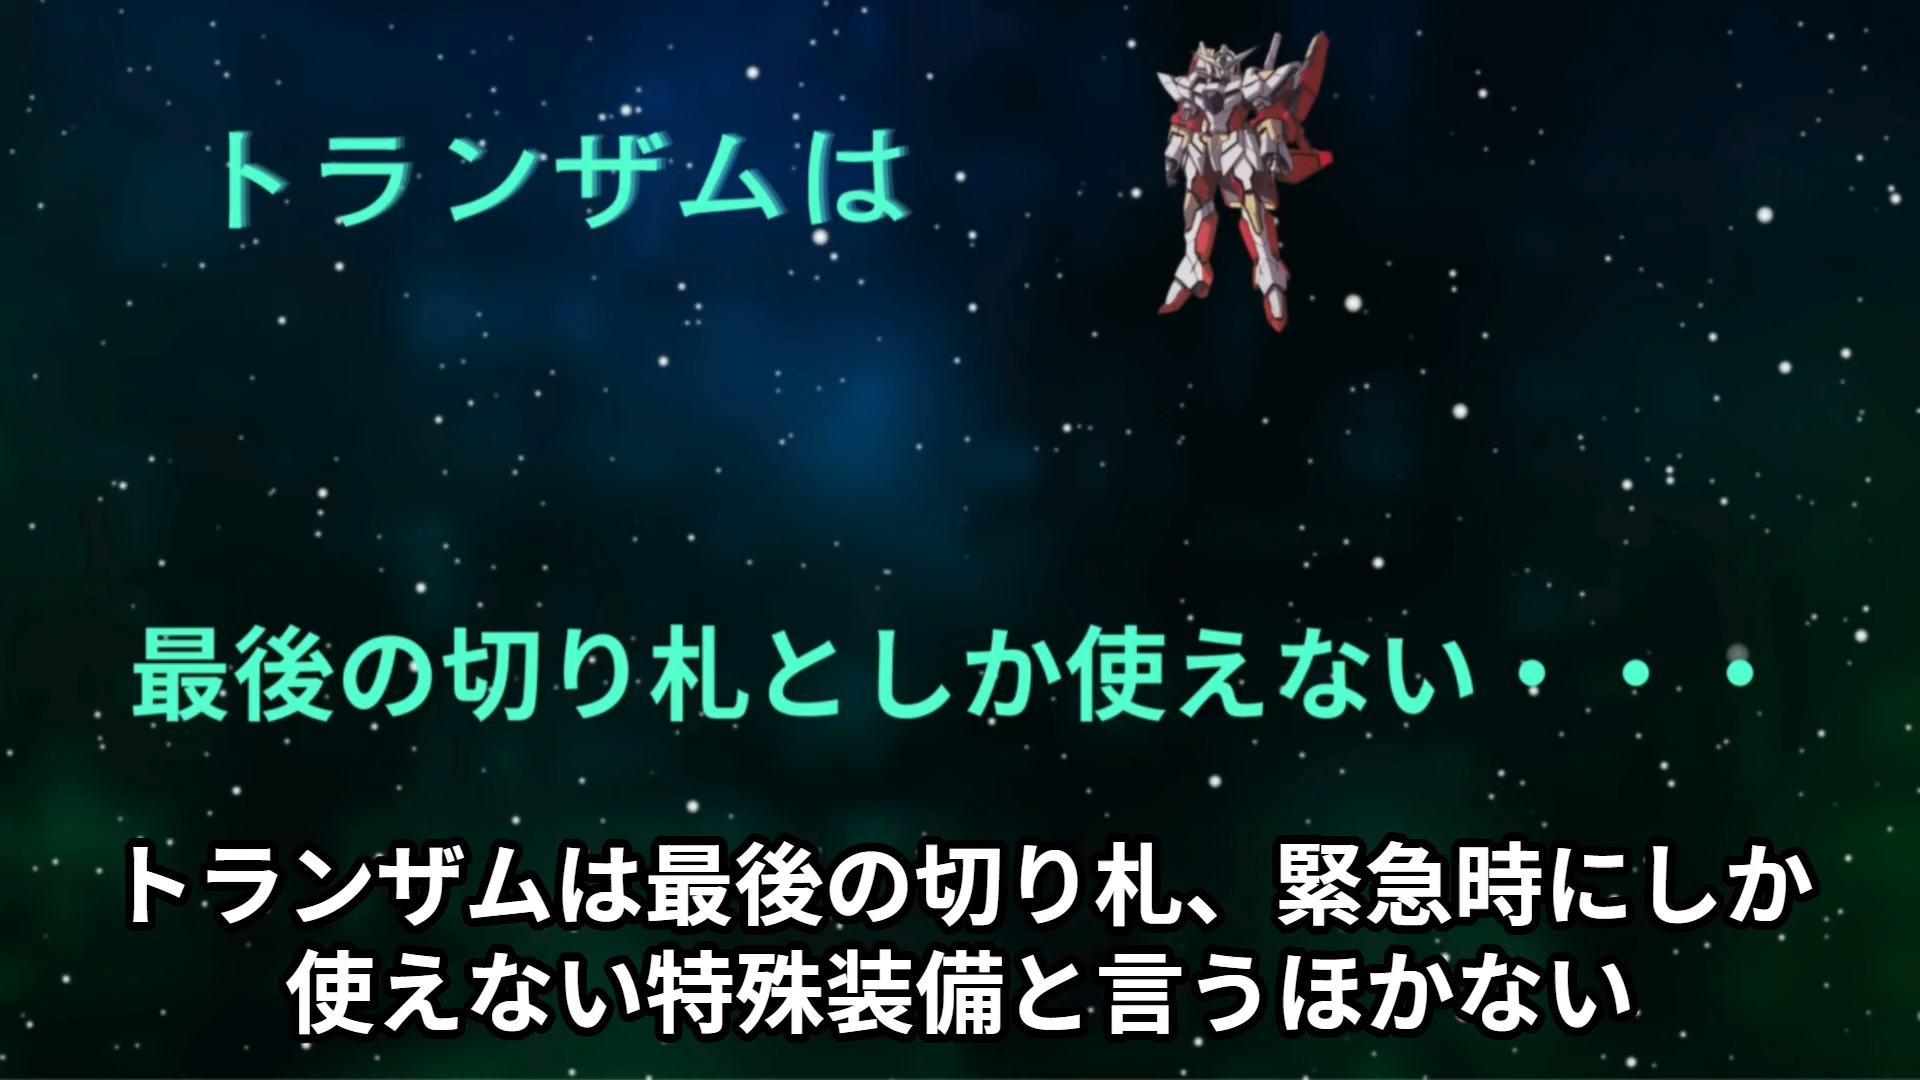 トランザムは
最後の切り札としか使えない・・・
トランザムは最後の切り札、緊急時にしか
使えない特殊装備と言うほかない